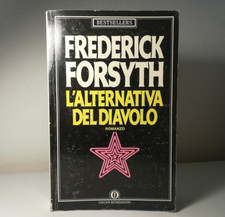 BESTSELLERS
FREDERICK
FORSYTH
L'ALTERNATIVA
DEL DIAVOLO
ROMANZO
OSCAR MONDADORI